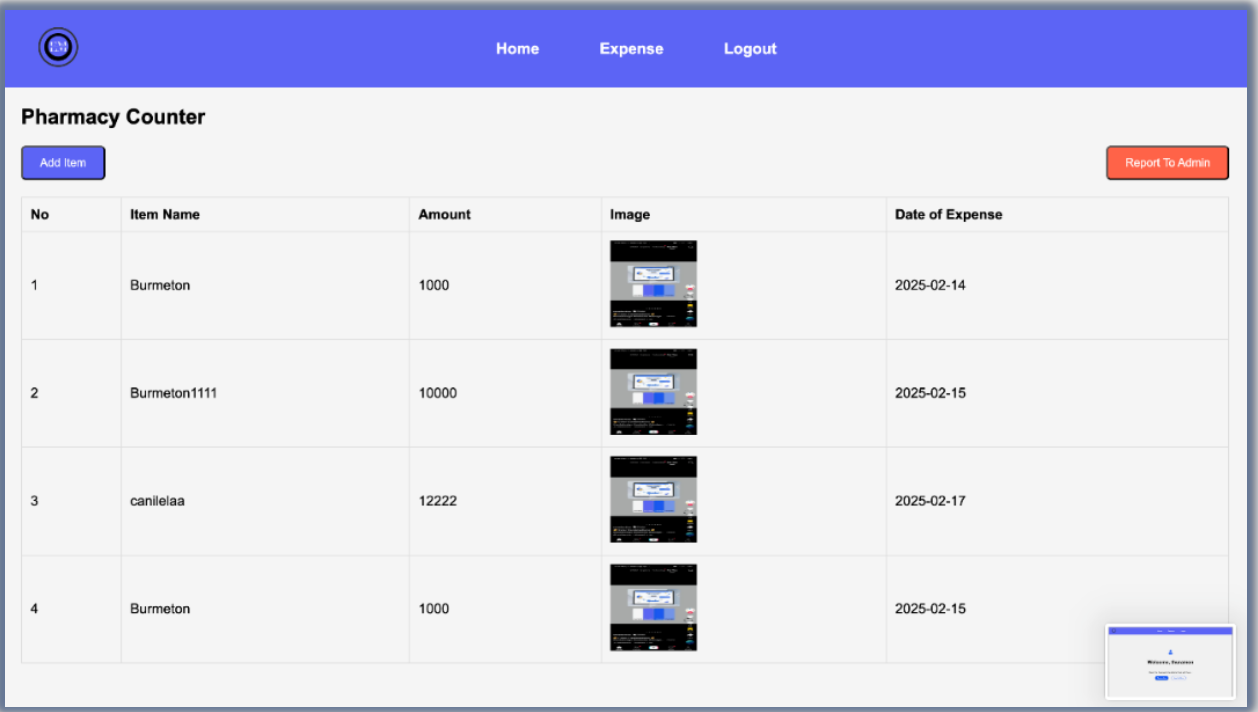 Home Expense Logout
Pharmacy Counter
Add Item Report To Admin
No Item Name Amount Image Date of Expense
1 Burmeton 1000 2025-02-14
2 Burmeton1111 10000 2025-02-15
3 canilelaa 12222 2025-02-17
4 Burmeton 1000 2025-02-15